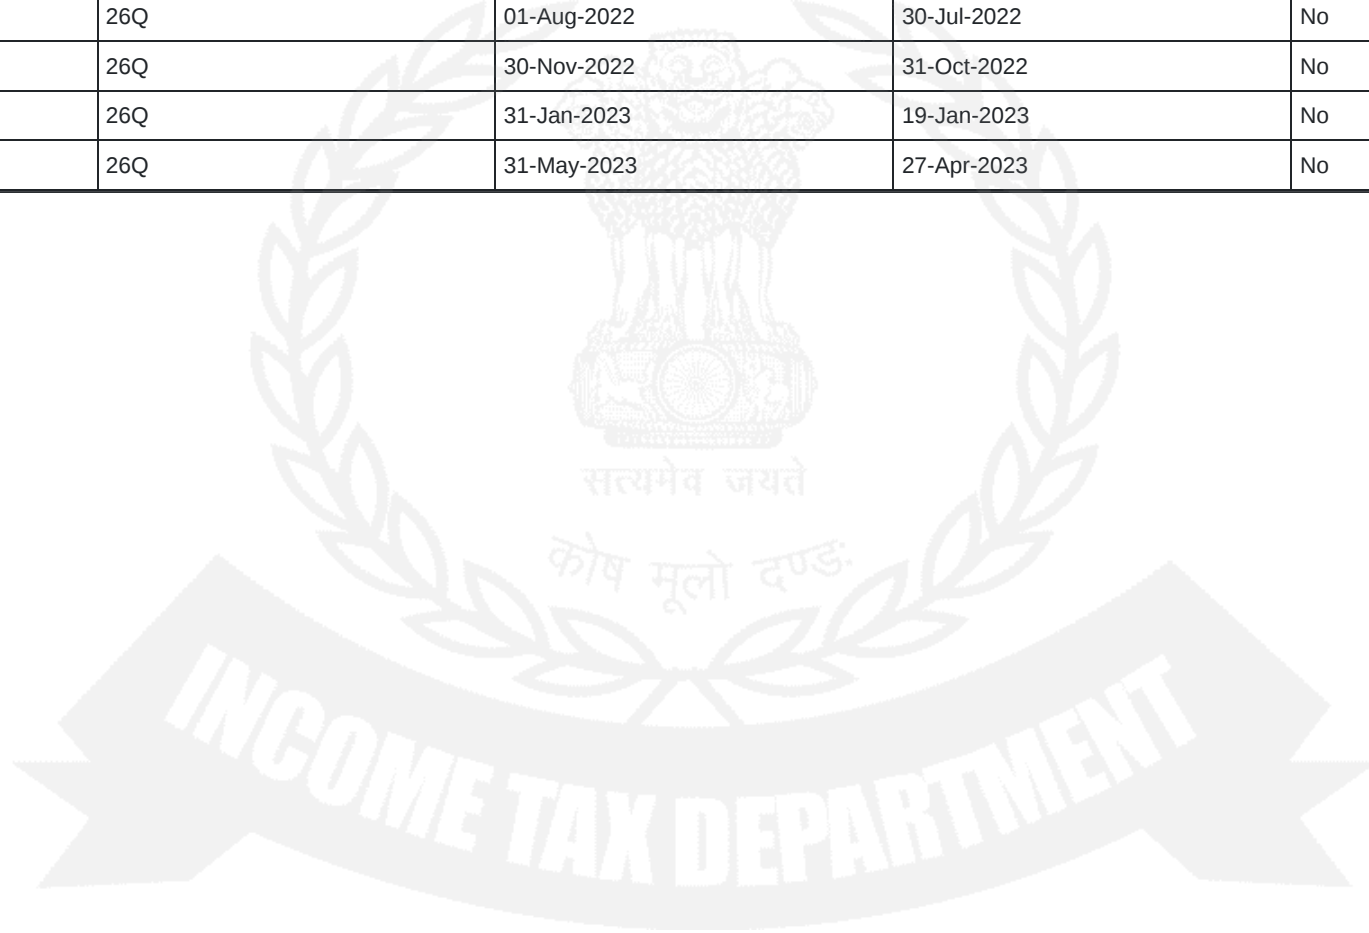 26Q 01-Aug-2022 30-Jul-2022 No
26Q 30-Nov-2022 31-Oct-2022 No
26Q 31-Jan-2023 19-Jan-2023 No
26Q 31-May-2023 27-Apr-2023 No
सत्यमेव जयते
कोष मूलो दण्डः
INCOME TAX DEPARTMENT